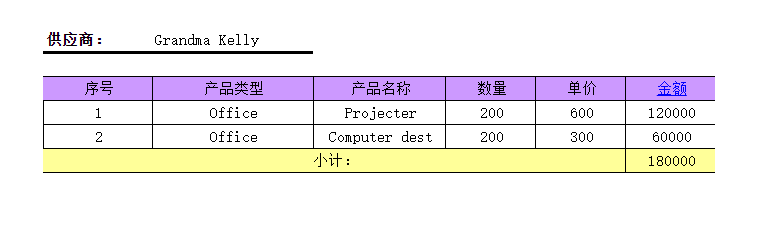 供应商： Grandma Kelly
序号 产品类型 产品名称 数量 单价 金额
1 Office Projecter 200 600 120000
2 Office Computer dest 200 300 60000
小计： 180000